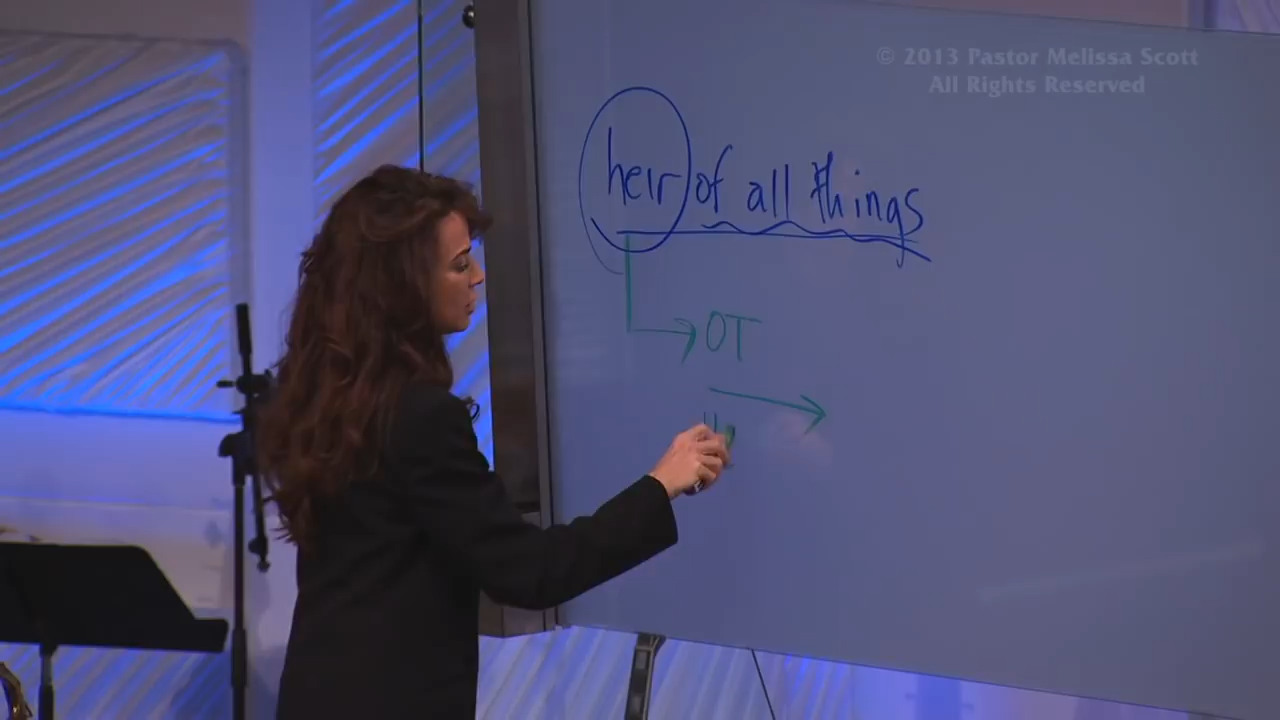 © 2013 Pastor Melissa Scott
All Rights Reserved
heir of all things
OT